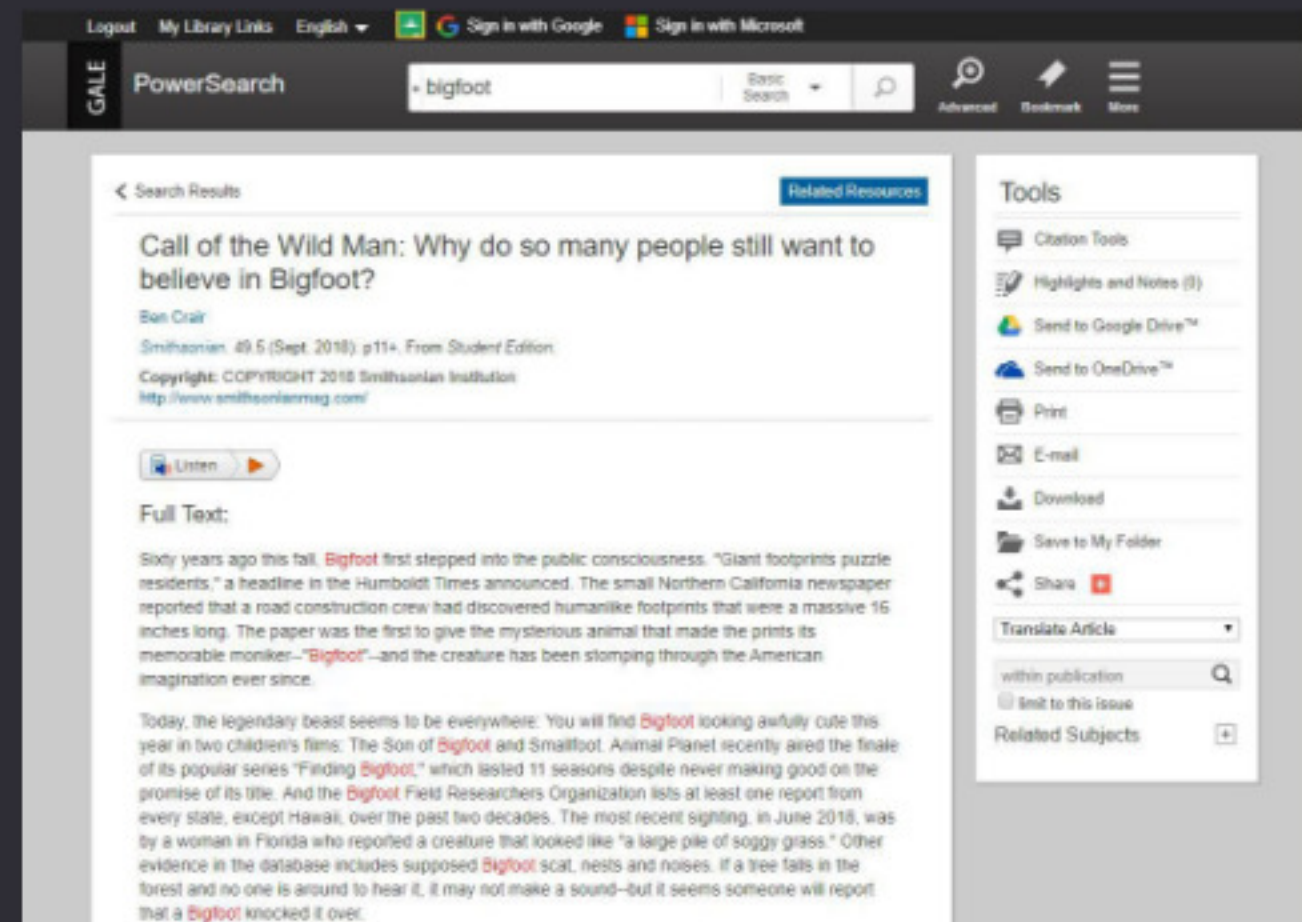 Logout My Library Links English Sign in with Google Sign in with Microsoft
GALE PowerSearch
bigfoot
Basic
Search
Advanced Bookmark More
Search Results
Related Resources
Call of the Wild Man: Why do so many people still want to
believe in Bigfoot?
Ben Crair
Smithsonian. 49.5 (Sept. 2018): p11+. From Student Edition.
Copyright: COPYRIGHT 2018 Smithsonian Institution
http://www.smithsonianmag.com/
Listen
Full Text:
Sixty years ago this fall, Bigfoot first stepped into the public consciousness. "Giant footprints puzzle
residents," a headline in the Humboldt Times announced. The small Northern California newspaper
reported that a road construction crew had discovered humanlike footprints that were a massive 16
inches long. The paper was the first to give the mysterious animal that made the prints its
memorable moniker--"Bigfoot"--and the creature has been stomping through the American
imagination ever since.
Today, the legendary beast seems to be everywhere: You will find Bigfoot looking awfully cute this
year in two children's films: The Son of Bigfoot and Smallfoot. Animal Planet recently aired the finale
of its popular series "Finding Bigfoot," which lasted 11 seasons despite never making good on the
promise of its title. And the Bigfoot Field Researchers Organization lists at least one report from
every state, except Hawaii, over the past two decades. The most recent sighting, in June 2018, was
by a woman in Florida who reported a creature that looked like "a large pile of soggy grass." Other
evidence in the database includes supposed Bigfoot scat, nests and noises. If a tree falls in the
forest and no one is around to hear it, it may not make a sound--but it seems someone will report
that a Bigfoot knocked it over.
Tools
Citation Tools
Highlights and Notes (0)
Send to Google Drive™
Send to OneDrive™
Print
E-mail
Download
Save to My Folder
Share
Translate Article
within publication
limit to this issue
Related Subjects